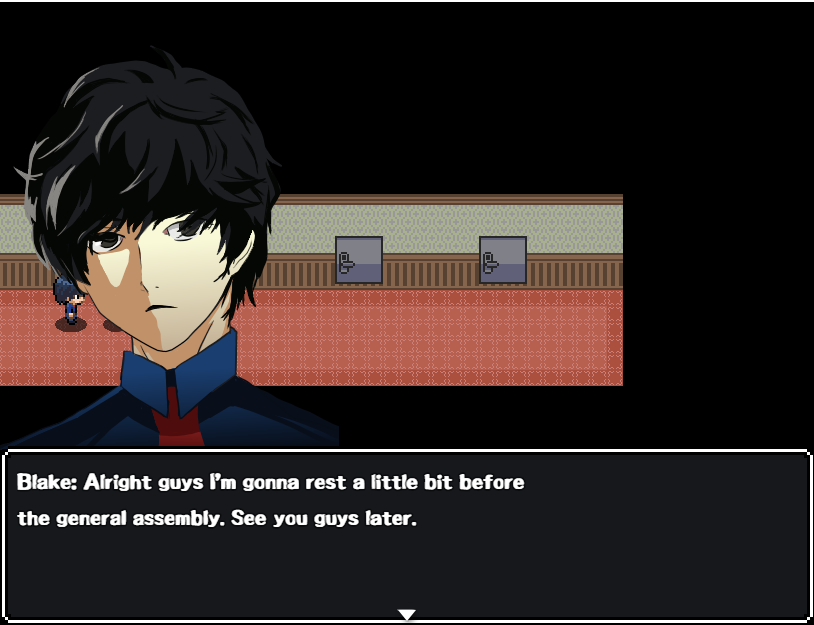 Blake: Alright guys I'm gonna rest a little bit before
the general assembly. See you guys later.